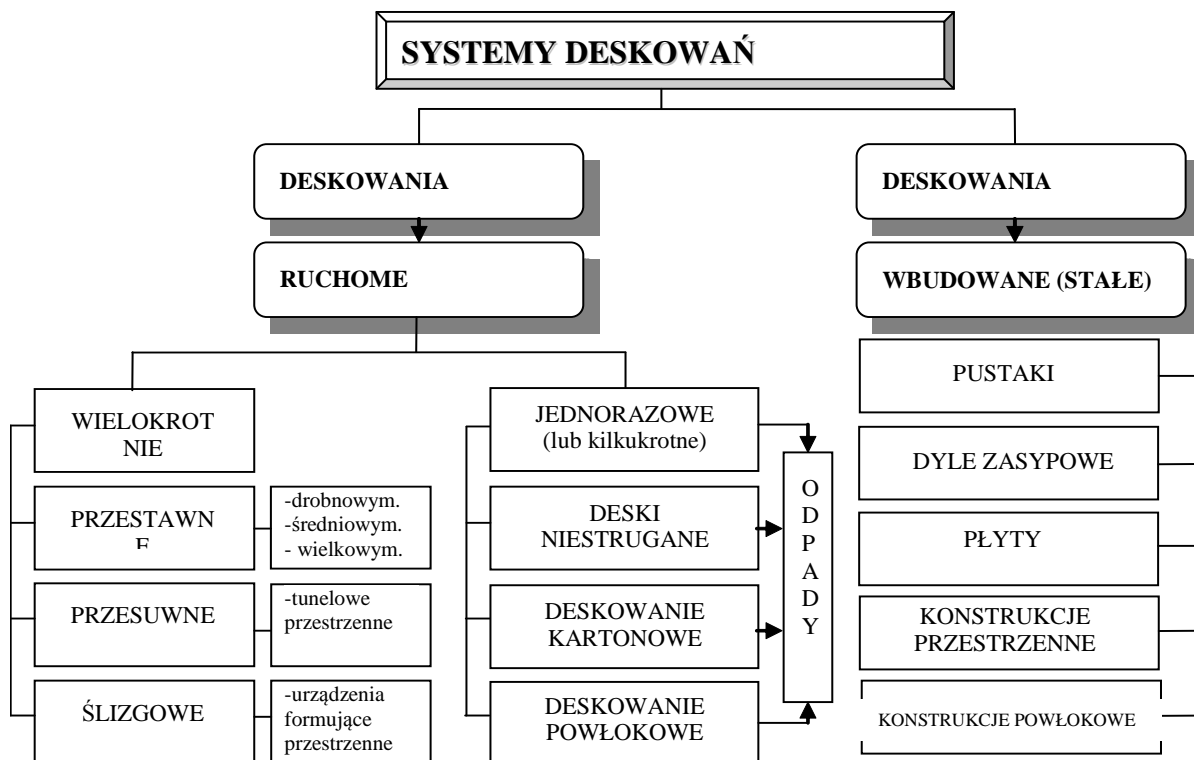 SYSTEMY DESKOWAŃ
DESKOWANIA
RUCHOME
DESKOWANIA
WBUDOWANE (STAŁE)
WIELOKROT
NIE
PRZESTAWN
-drobnowym.
-średniowym.
- wielkowym.
PRZESUWNE
-tunelowe
przestrzenne
ŚLIZGOWE
-urządzenia
formujące
przestrzenne
JEDNORAZOWE
(lub kilkukrotne)
DESKI
NIESTRUGANE
DESKOWANIE
KARTONOWE
DESKOWANIE
POWŁOKOWE
O
D
P
A
D
Y
PUSTAKI
DYLE ZASYPOWE
PŁYTY
KONSTRUKCJE
PRZESTRZENNE
KONSTRUKCJE POWŁOKOWE